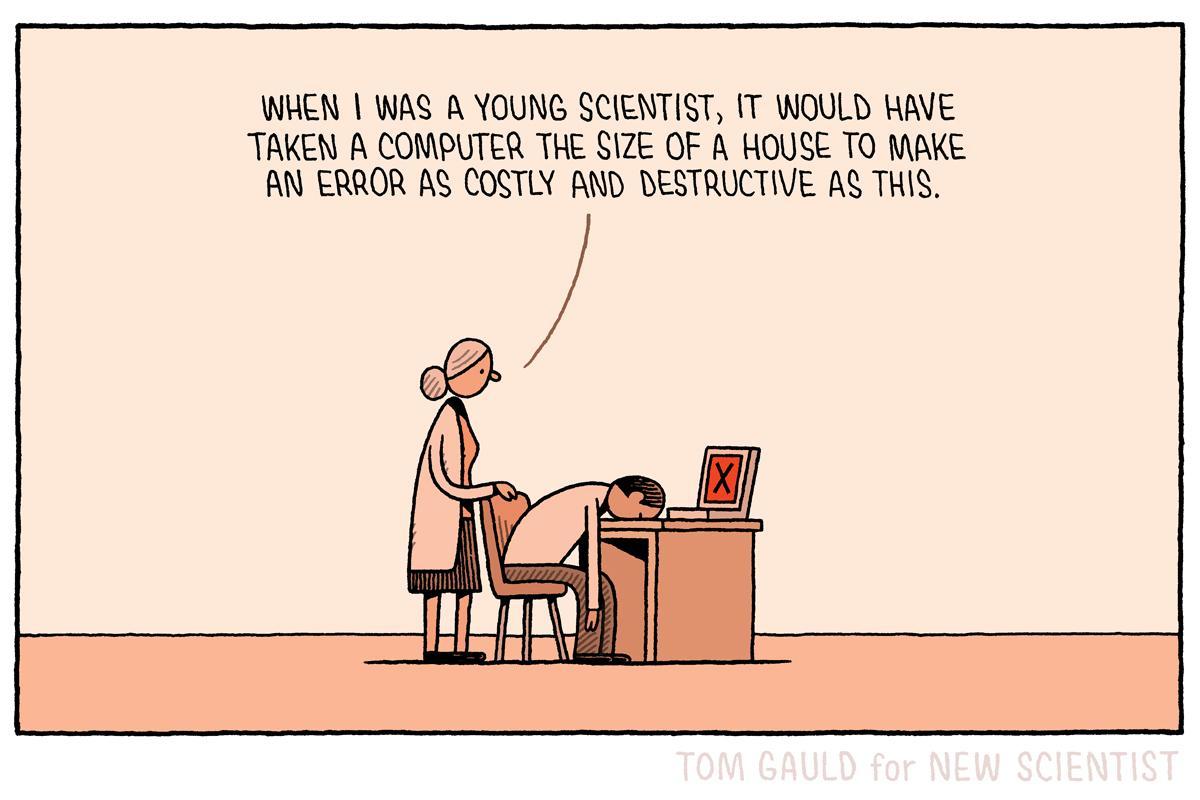 WHEN I WAS A YOUNG SCIENTIST, IT WOULD HAVE
TAKEN A COMPUTER THE SIZE OF A HOUSE TO MAKE
AN ERROR AS COSTLY AND DESTRUCTIVE AS THIS.
X
TOM GAULD for NEW SCIENTIST